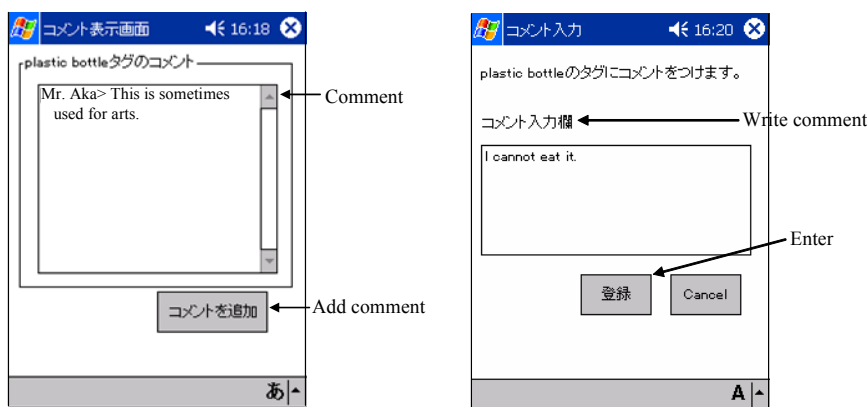 コメント表示画面 16:18
plastic bottleタグのコメント
Mr. Aka> This is sometimes
used for arts.
Comment
コメントを追加
Add comment
あ
コメント入力 16:20
plastic bottleのタグにコメントをつけます。
コメント入力欄
Write comment
I cannot eat it.
Enter
登録
Cancel
A